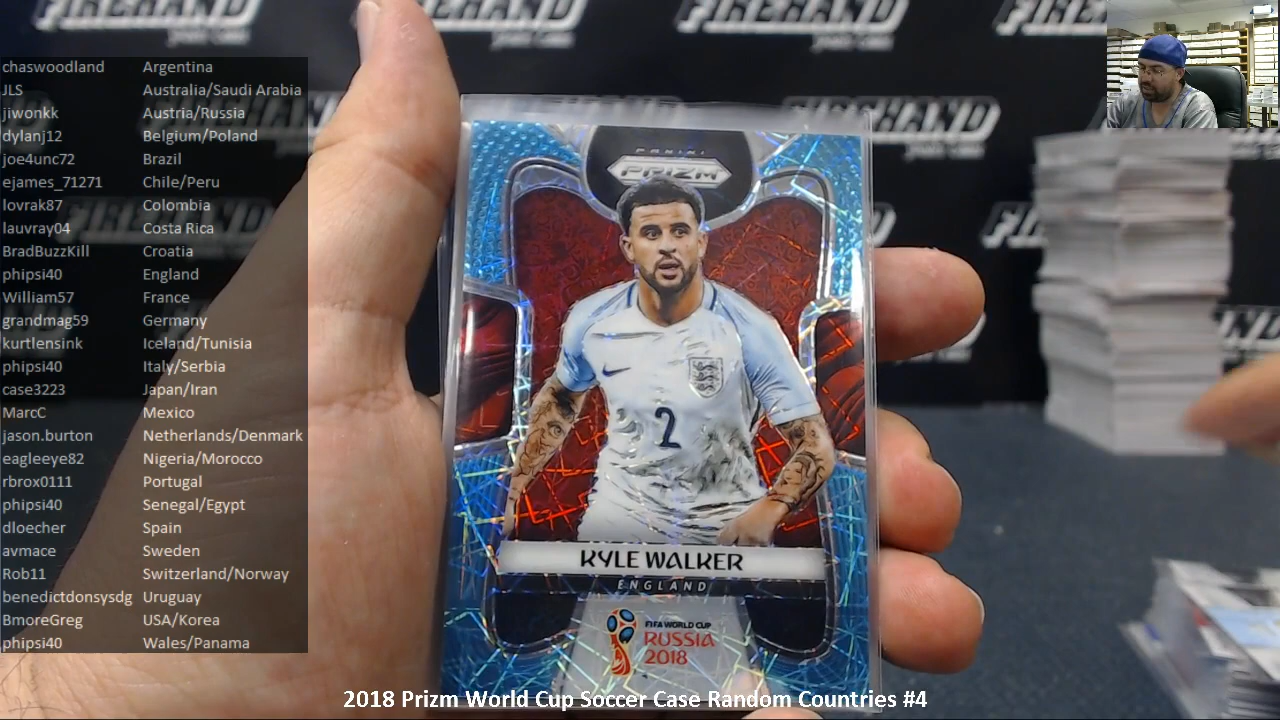 FIREHAND
FIREHAND
FIREHAND
FIREHAND
chaswoodland Argentina
JLS Australia/Saudi Arabia
jiwonkk Austria/Russia
dylanj12 Belgium/Poland
joe4unc72 Brazil
ejames_71271 Chile/Peru
lovrak87 Colombia
lauvray04 Costa Rica
BradBuzzKill Croatia
phipsi40 England
William57 France
grandmag59 Germany
kurtlensink Iceland/Tunisia
phipsi40 Italy/Serbia
case3223 Japan/Iran
MarcC Mexico
jason.burton Netherlands/Denmark
eagleeye82 Nigeria/Morocco
rbrox0111 Portugal
phipsi40 Senegal/Egypt
dloecher Spain
avmace Sweden
Rob11 Switzerland/Norway
benedictdonsysdg Uruguay
BmoreGreg USA/Korea
phipsi40 Wales/Panama
PANINI
PRIZM
2
KYLE WALKER
ENGLAND
FIFA WORLD CUP
RUSSIA
2018
2018 Prizm World Cup Soccer Case Random Countries #4